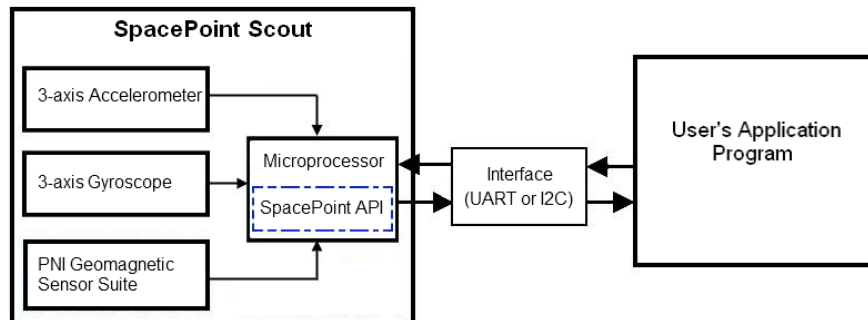 SpacePoint Scout
3-axis Accelerometer
3-axis Gyroscope
PNI Geomagnetic
Sensor Suite
Microprocessor
SpacePoint API
Interface
(UART or I2C)
User's Application
Program